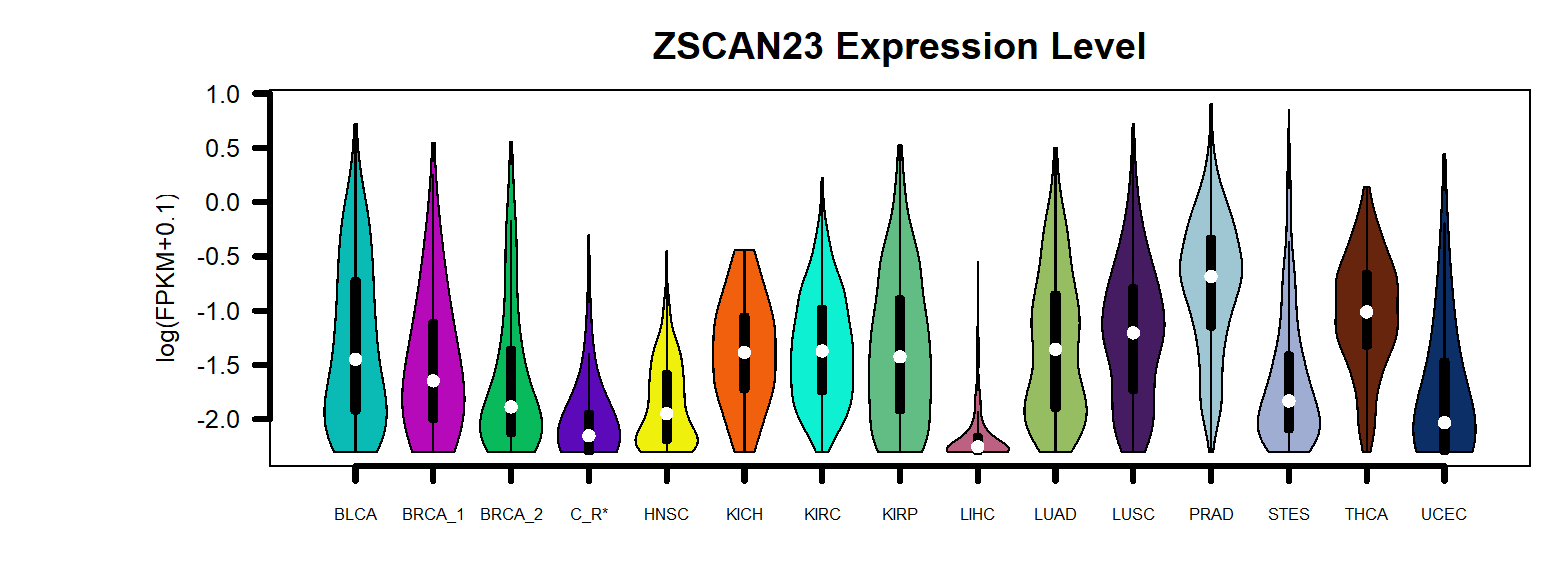 ZSCAN23 Expression Level
log(FPKM+0.1)
1.0
0.5
0.0
-0.5
-1.0
-1.5
-2.0
BLCA BRCA_1 BRCA_2 C_R* HNSC KICH KIRC KIRP LIHC LUAD LUSC PRAD STES THCA UCEC